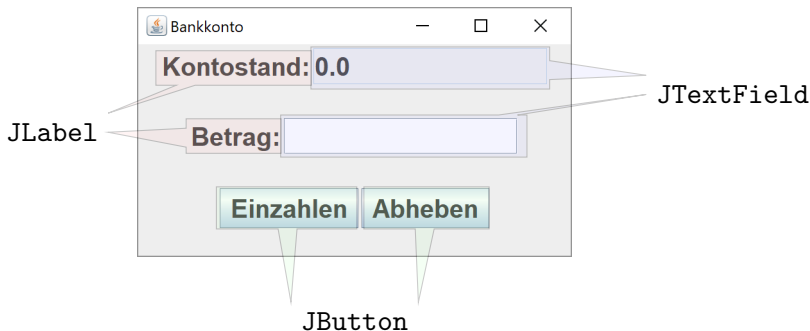 Bankkonto
Kontostand: 0.0
JTextField
JLabel
Betrag:
Einzahlen Abheben
JButton